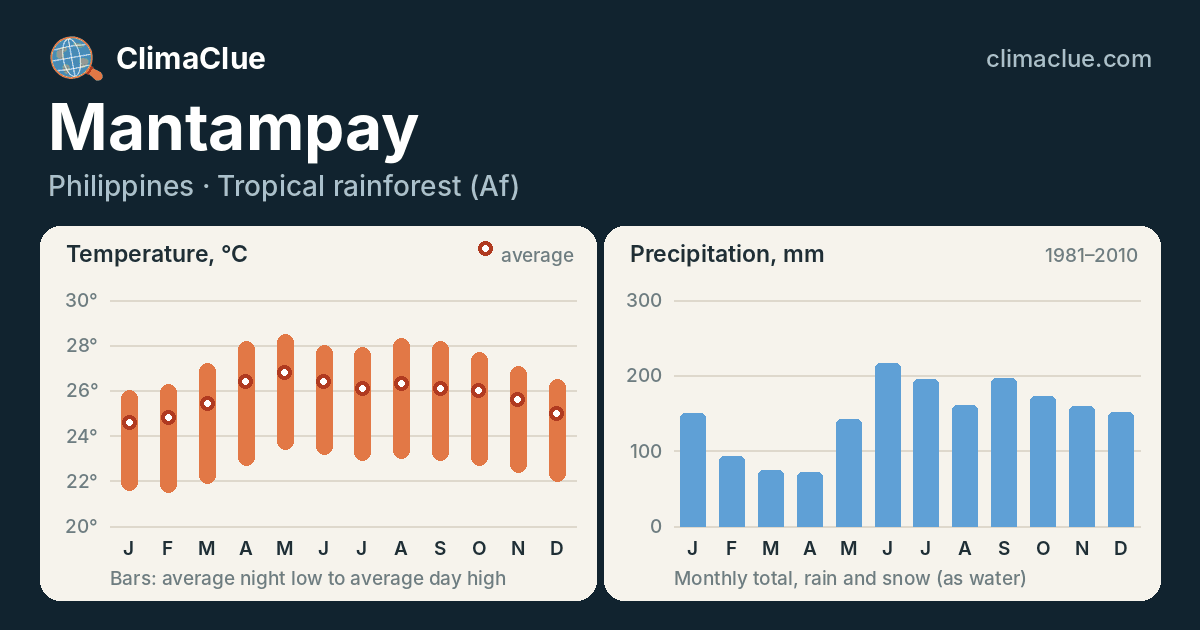 ClimaClue
climaclue.com
Mantampay
Philippines · Tropical rainforest (Af)
Temperature, °C
average
30°
28°
26°
24°
22°
20°
J F M A M J J A S O N D
Bars: average night low to average day high
Precipitation, mm
1981–2010
300
200
100
0
J F M A M J J A S O N D
Monthly total, rain and snow (as water)